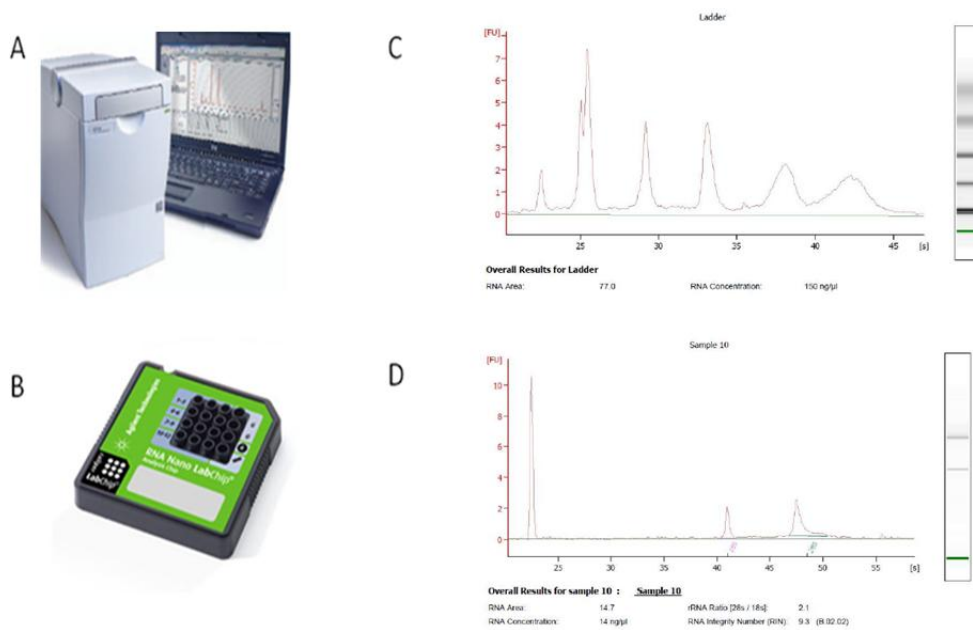 A
B
C
Ladder
[FU]
7
6
5
4
3
2
1
0
25
30
35
40
45
[s]
Overall Results for Ladder
RNA Area: 77.0 RNA Concentration: 150 ng/µl
Agilent Technologies
RNA Nano LabChip®
Analysis Chip
LabChip
D
Sample 10
[FU]
10
8
6
4
2
0
25
40
45
50
55
[s]
Overall Results for sample 10 : Sample 10
RNA Area: 14.7 rRNA Ratio [28s / 18s]: 2.1
RNA Concentration: 14 ng/µl RNA Integrity Number (RIN): 9.3 (B.02.02)